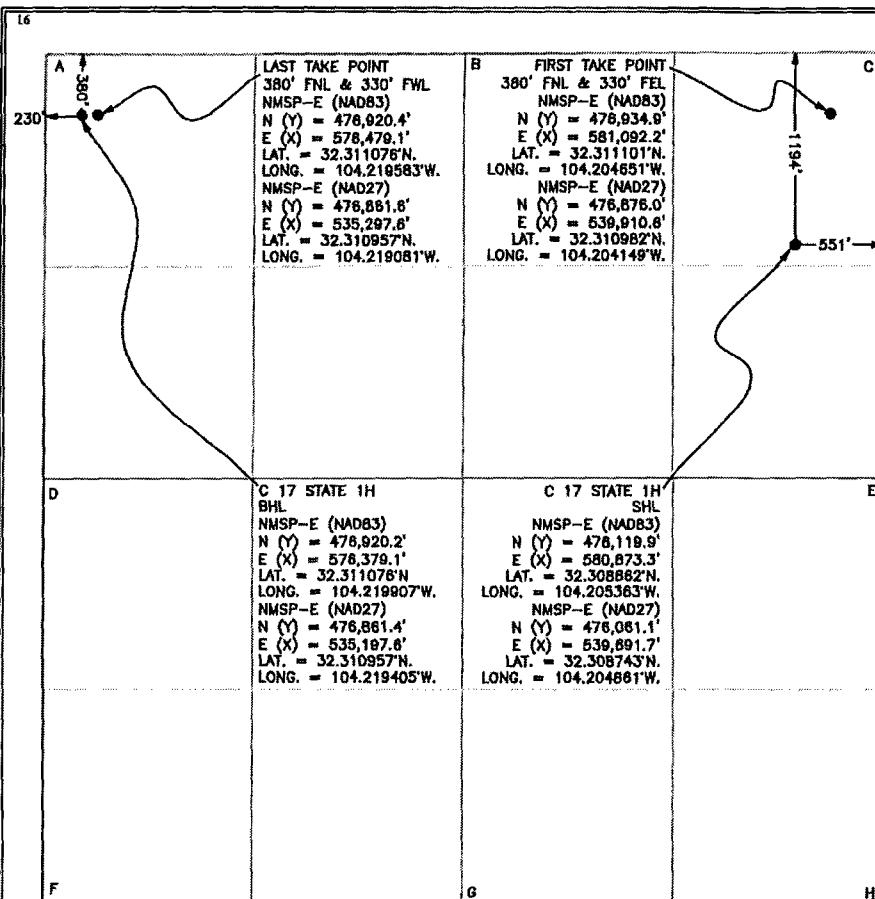 16
A
B
C
380'
230'
LAST TAKE POINT
380' FNL & 330' FWL
NMSP-E (NAD83)
N (Y) = 476,920.4'
E (X) = 576,479.1'
LAT. = 32.311076°N.
LONG. = 104.219583°W.
NMSP-E (NAD27)
N (Y) = 476,861.6'
E (X) = 535,297.6'
LAT. = 32.310957°N.
LONG. = 104.219081°W.
FIRST TAKE POINT
380' FNL & 330' FEL
NMSP-E (NAD83)
N (Y) = 476,934.9'
E (X) = 581,092.2'
LAT. = 32.311101°N.
LONG. = 104.204651°W.
NMSP-E (NAD27)
N (Y) = 476,876.0'
E (X) = 539,910.6'
LAT. = 32.310982°N.
LONG. = 104.204149°W.
1194'
551'
D
E
C 17 STATE 1H
BHL
NMSP-E (NAD83)
N (Y) = 476,920.2'
E (X) = 576,379.1'
LAT. = 32.311076°N
LONG. = 104.219907°W.
NMSP-E (NAD27)
N (Y) = 476,861.4'
E (X) = 535,197.6'
LAT. = 32.310957°N.
LONG. = 104.219405°W.
C 17 STATE 1H
SHL
NMSP-E (NAD83)
N (Y) = 476,119.9'
E (X) = 580,873.3'
LAT. = 32.308862°N.
LONG. = 104.205363°W.
NMSP-E (NAD27)
N (Y) = 476,061.1'
E (X) = 539,691.7'
LAT. = 32.308743°N.
LONG. = 104.204861°W.
F
G
H